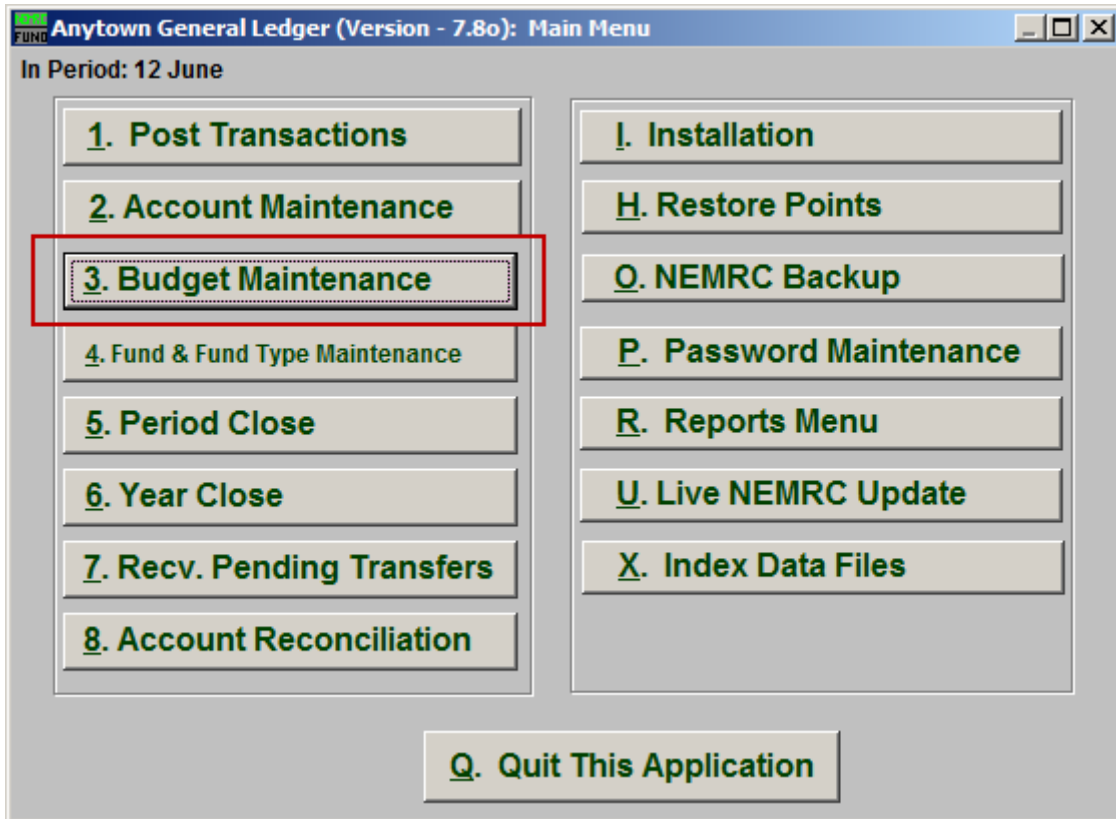 NEMRC
FUND
Anytown General Ledger (Version - 7.8o): Main Menu
In Period: 12 June
1. Post Transactions
2. Account Maintenance
3. Budget Maintenance
4. Fund & Fund Type Maintenance
5. Period Close
6. Year Close
7. Recv. Pending Transfers
8. Account Reconciliation
I. Installation
H. Restore Points
O. NEMRC Backup
P. Password Maintenance
R. Reports Menu
U. Live NEMRC Update
X. Index Data Files
Q. Quit This Application